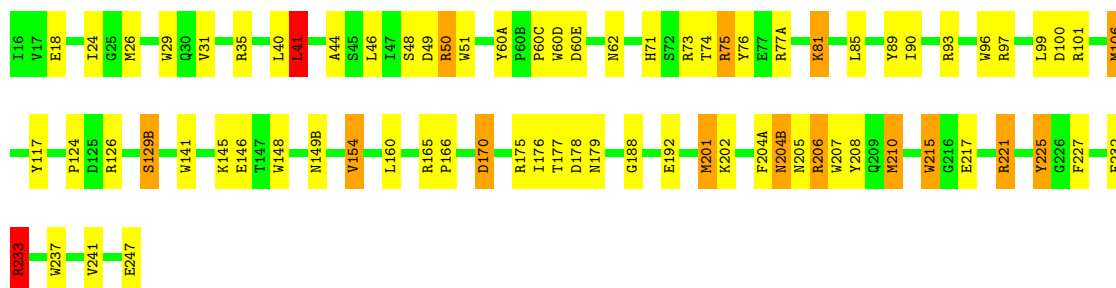 I16 V17 E18 I24 G25 M26 W29 Q30 V31 R35 L40 L41 A44 S45 L46 I47 S48 D49 R50 W51 Y60A P60B P60C W60D D60E N62 H71 S72 R73 T74 R75 Y76 E77 R77A K81 L85 Y89 I90 R93 W96 R97 L99 D100 R101 M106
Y117 P124 D125 R126 S129B W141 K145 E146 T147 W148 N149B V154 L160 R165 P166 D170 R175 I176 T177 D178 N179 G188 E192 M201 K202 F204A N204B N205 R206 W207 Y208 Q209 M210 W215 G216 E217 R221 Y225 G226 F227
R233 W237 V241 E247